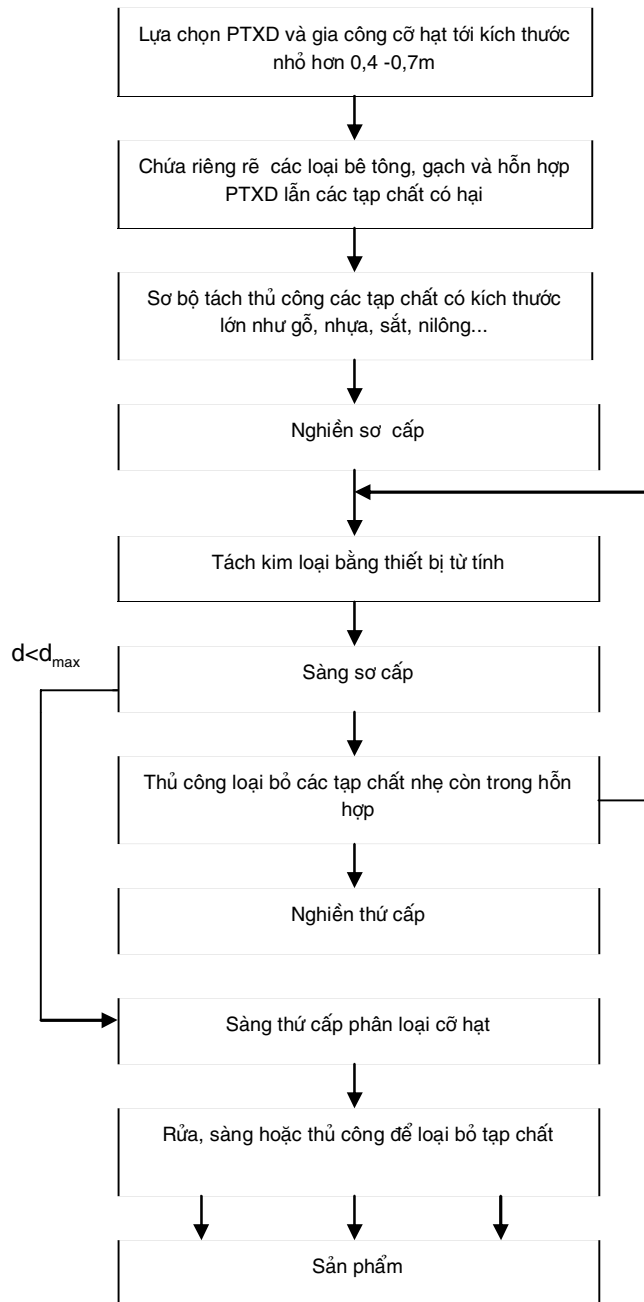 Lựa chọn PTXD và gia công cỡ hạt tới kích thước
nhỏ hơn 0,4 -0,7m
Chứa riêng rẽ các loại bê tông, gạch và hỗn hợp
PTXD lẫn các tạp chất có hại
Sơ bộ tách thủ công các tạp chất có kích thước
lớn như gỗ, nhựa, sắt, nilông...
Nghiền sơ cấp
Tách kim loại bằng thiết bị từ tính
d<dmax
Sàng sơ cấp
Thủ công loại bỏ các tạp chất nhẹ còn trong hỗn
hợp
Nghiền thứ cấp
Sàng thứ cấp phân loại cỡ hạt
Rửa, sàng hoặc thủ công để loại bỏ tạp chất
Sản phẩm